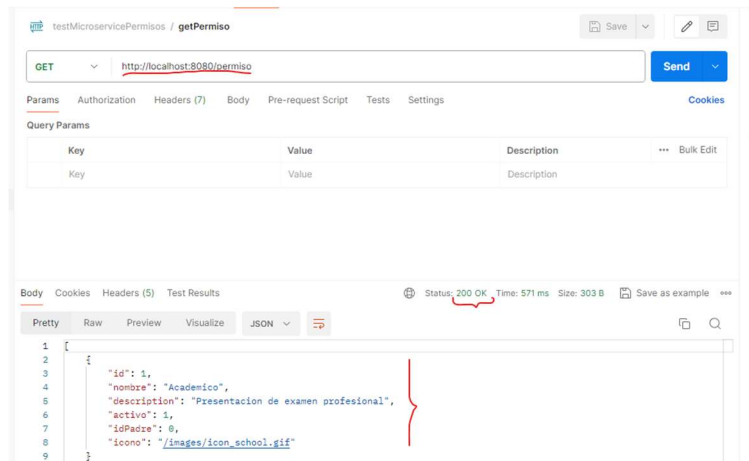 HTTP testMicroservicePermisos / getPermiso Save
GET http://localhost:8080/permiso Send
Params Authorization Headers (7) Body Pre-request Script Tests Settings Cookies
Query Params
Key Value Description ••• Bulk Edit
Key Value Description
Body Cookies Headers (5) Test Results Status: 200 OK Time: 571 ms Size: 303 B Save as example •••
Pretty Raw Preview Visualize JSON
1 [
2 {
3 "id": 1,
4 "nombre": "Academico",
5 "description": "Presentacion de examen profesional",
6 "activo": 1,
7 "idPadre": 0,
8 "icono": "/images/icon_school.gif"
9 }